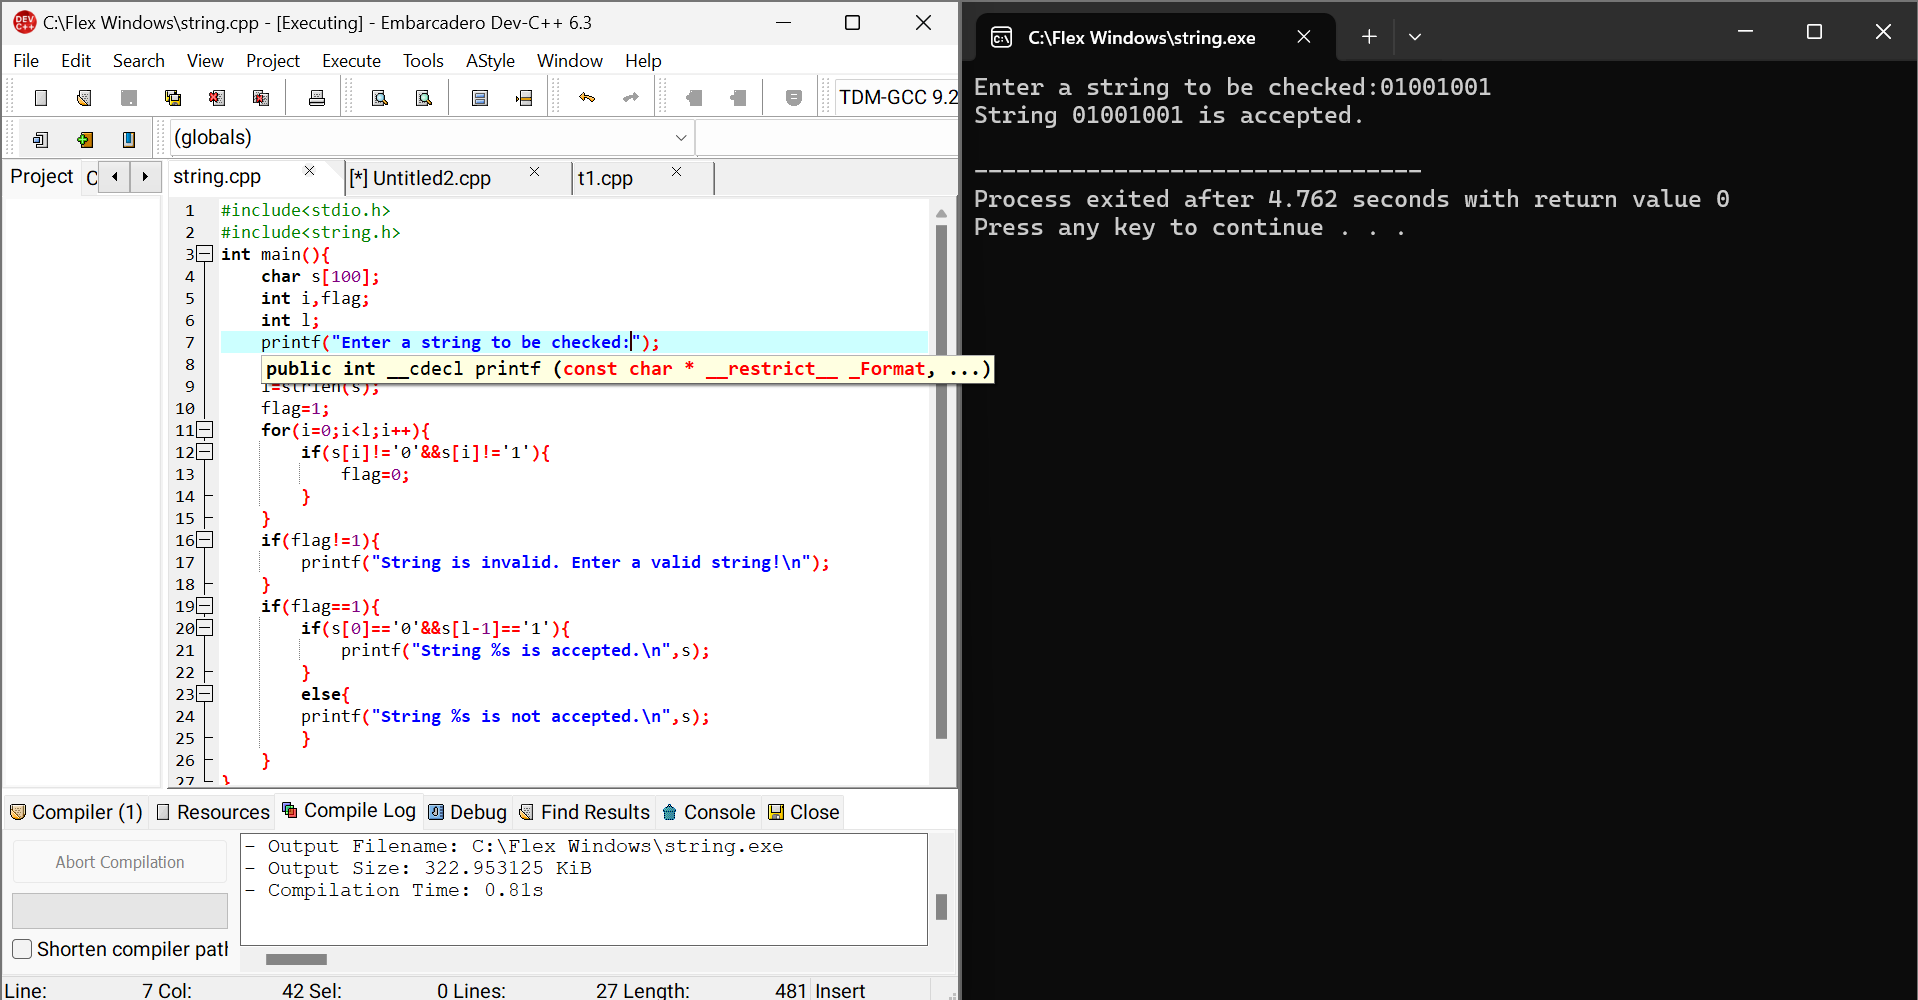 C:\Flex Windows\string.cpp - [Executing] - Embarcadero Dev-C++ 6.3
File Edit Search View Project Execute Tools AStyle Window Help
TDM-GCC 9.2
(globals)
Project
string.cpp [*] Untitled2.cpp t1.cpp
1 #include<stdio.h>
2 #include<string.h>
3 int main(){
4 char s[100];
5 int i,flag;
6 int l;
7 printf("Enter a string to be checked:");
8 public int __cdecl printf (const char * __restrict__ _Format, ...)
9 l=strlen(s);
10 flag=1;
11 for(i=0;i<l;i++){
12 if(s[i]!='0'&&s[i]!='1'){
13 flag=0;
14 }
15 }
16 if(flag!=1){
17 printf("String is invalid. Enter a valid string!\n");
18 }
19 if(flag==1){
20 if(s[0]=='0'&&s[l-1]=='1'){
21 printf("String %s is accepted.\n",s);
22 }
23 else{
24 printf("String %s is not accepted.\n",s);
25 }
26 }
27 }
Compiler (1) Resources Compile Log Debug Find Results Console Close
Abort Compilation
Shorten compiler path
- Output Filename: C:\Flex Windows\string.exe
- Output Size: 322.953125 KiB
- Compilation Time: 0.81s
Line: 7 Col: 42 Sel: 0 Lines: 27 Length: 481 Insert
C:\Flex Windows\string.exe
Enter a string to be checked:01001001
String 01001001 is accepted.
--------------------------------
Process exited after 4.762 seconds with return value 0
Press any key to continue . . .